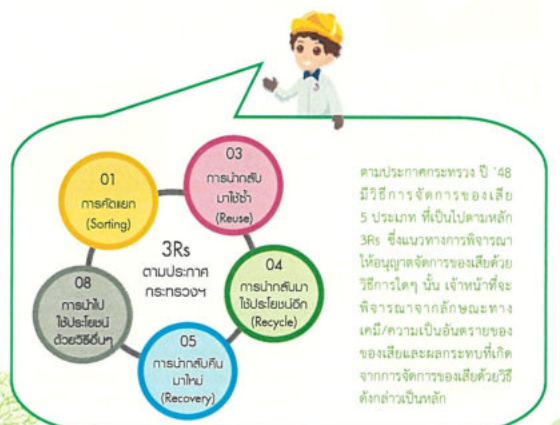 01
การคัดแยก
(Sorting)
03
การนำกลับ
มาใช้ซ้ำ
(Reuse)
04
การนำกลับมา
ใช้ประโยชน์อีก
(Recycle)
05
การนำกลับคืน
มาใหม่
(Recovery)
08
การนำไป
ใช้ประโยชน์
ด้วยวิธีอื่นๆ
3Rs
ตามประกาศ
กระทรวงฯ
ตามประกาศกระทรวง ปี '48
มีวิธีการจัดการของเสีย
5 ประเภท ที่เป็นไปตามหลัก
3Rs ซึ่งแนวทางการพิจารณา
ให้อนุญาตจัดการของเสียด้วย
วิธีการใดๆ นั้น เจ้าหน้าที่จะ
พิจารณาจากลักษณะทาง
เคมี/ความเป็นอันตรายของ
ของเสียและผลกระทบที่เกิด
จากการจัดการของเสียด้วยวิธี
ดังกล่าวเป็นหลัก